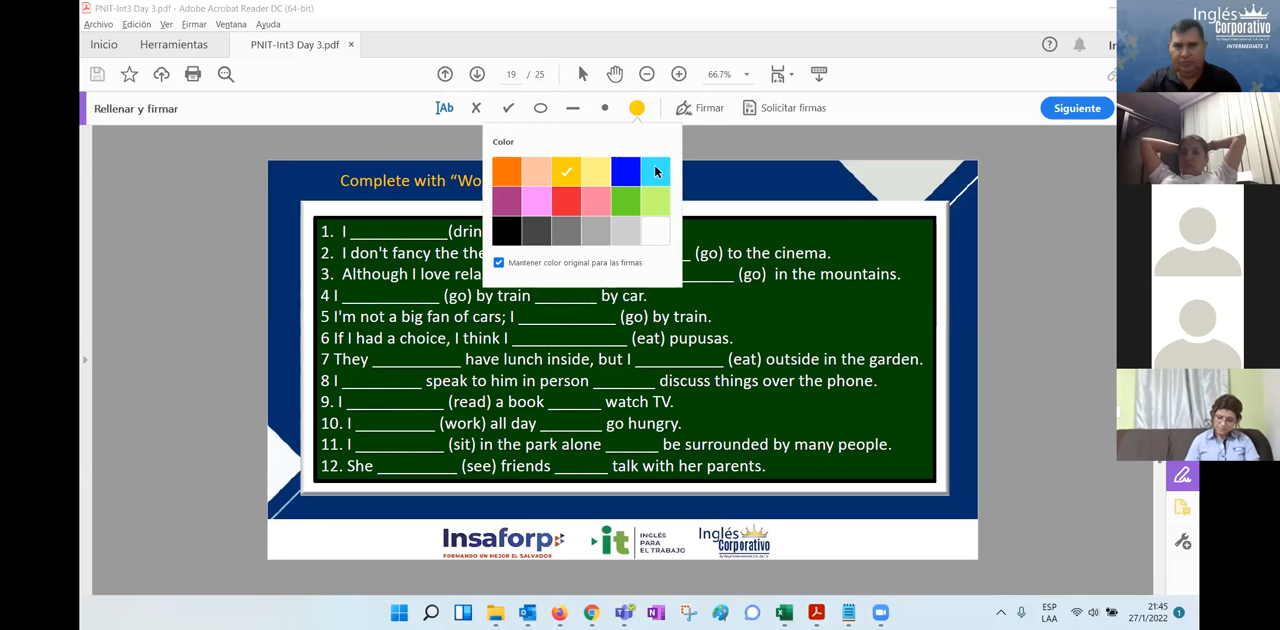 PNIT-Int3 Day 3.pdf - Adobe Acrobat Reader DC (64-bit)
Archivo Edición Ver Firmar Ventana Ayuda
Inicio Herramientas PNIT-Int3 Day 3.pdf ×
19 / 25 66.7%
Rellenar y firmar
IAb Firmar Solicitar firmas Siguiente
Color
Mantener color original para las firmas
Complete with “Wo
1. I ___________(drin
2. I don't fancy the the _ (go) to the cinema.
3. Although I love rela ______ (go) in the mountains.
4 I ___________ (go) by train _______ by car.
5 I'm not a big fan of cars; I ___________ (go) by train.
6 If I had a choice, I think I _____________ (eat) pupusas.
7 They __________ have lunch inside, but I __________ (eat) outside in the garden.
8 I _________ speak to him in person _______ discuss things over the phone.
9. I ___________ (read) a book ______ watch TV.
10. I _________ (work) all day _______ go hungry.
11. I __________ (sit) in the park alone ______ be surrounded by many people.
12. She _________ (see) friends ______ talk with her parents.
Insaforp
FORMANDO UN MEJOR EL SALVADOR
it
INGLÉS
PARA
EL TRABAJO
Inglés
Corporativo
Inglés
Corporativo
INTERMEDIATE 3
ESP
LAA
21:45
27/1/2022
1